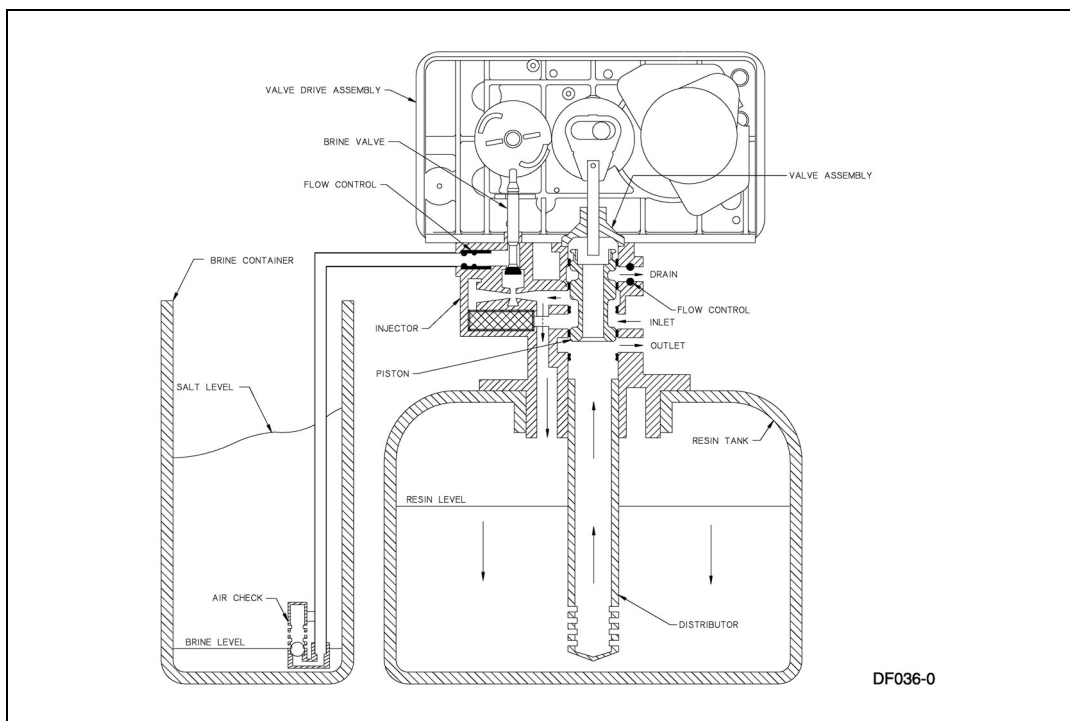 VALVE DRIVE ASSEMBLY
BRINE VALVE
FLOW CONTROL
VALVE ASSEMBLY
BRINE CONTAINER
DRAIN
FLOW CONTROL
INJECTOR
INLET
OUTLET
PISTON
SALT LEVEL
RESIN TANK
RESIN LEVEL
AIR CHECK
DISTRIBUTOR
BRINE LEVEL
DF036-0